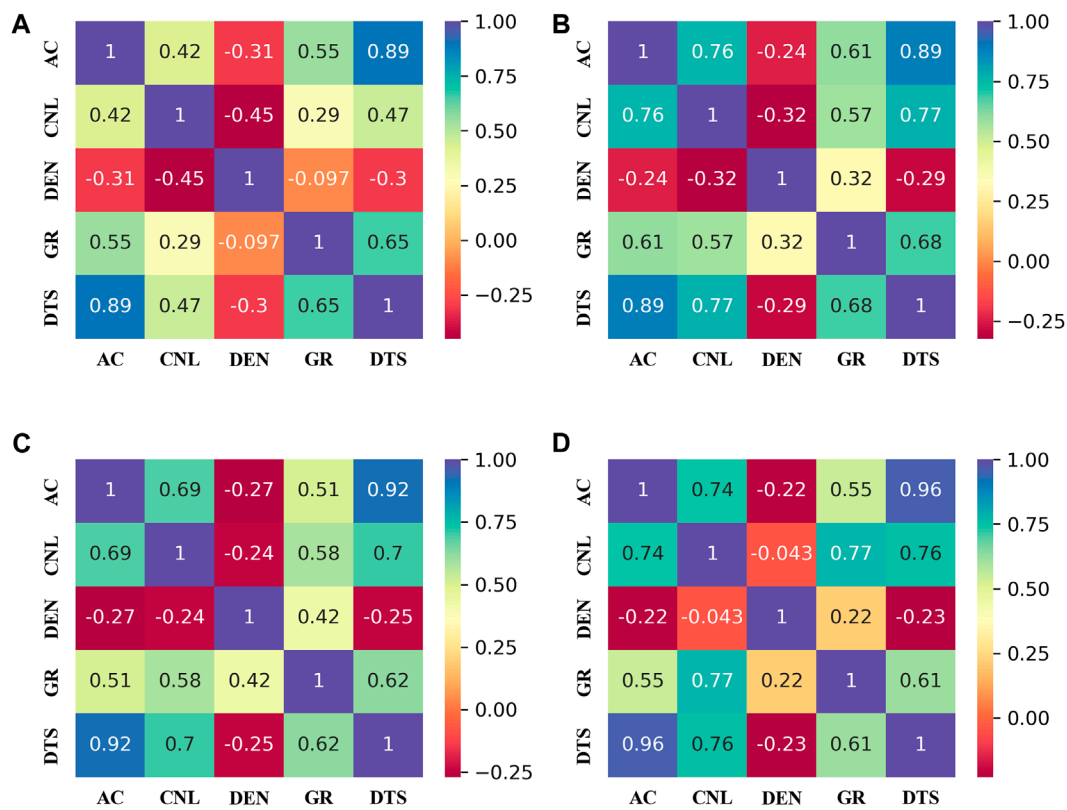 A
AC 1 0.42 -0.31 0.55 0.89
CNL 0.42 1 -0.45 0.29 0.47
DEN -0.31 -0.45 1 -0.097 -0.3
GR 0.55 0.29 -0.097 1 0.65
DTS 0.89 0.47 -0.3 0.65 1
AC CNL DEN GR DTS
1.00
0.75
0.50
0.25
0.00
−0.25
B
AC 1 0.76 -0.24 0.61 0.89
CNL 0.76 1 -0.32 0.57 0.77
DEN -0.24 -0.32 1 0.32 -0.29
GR 0.61 0.57 0.32 1 0.68
DTS 0.89 0.77 -0.29 0.68 1
AC CNL DEN GR DTS
1.00
0.75
0.50
0.25
0.00
−0.25
C
AC 1 0.69 -0.27 0.51 0.92
CNL 0.69 1 -0.24 0.58 0.7
DEN -0.27 -0.24 1 0.42 -0.25
GR 0.51 0.58 0.42 1 0.62
DTS 0.92 0.7 -0.25 0.62 1
AC CNL DEN GR DTS
1.00
0.75
0.50
0.25
0.00
−0.25
D
AC 1 0.74 -0.22 0.55 0.96
CNL 0.74 1 -0.043 0.77 0.76
DEN -0.22 -0.043 1 0.22 -0.23
GR 0.55 0.77 0.22 1 0.61
DTS 0.96 0.76 -0.23 0.61 1
AC CNL DEN GR DTS
1.00
0.75
0.50
0.25
0.00